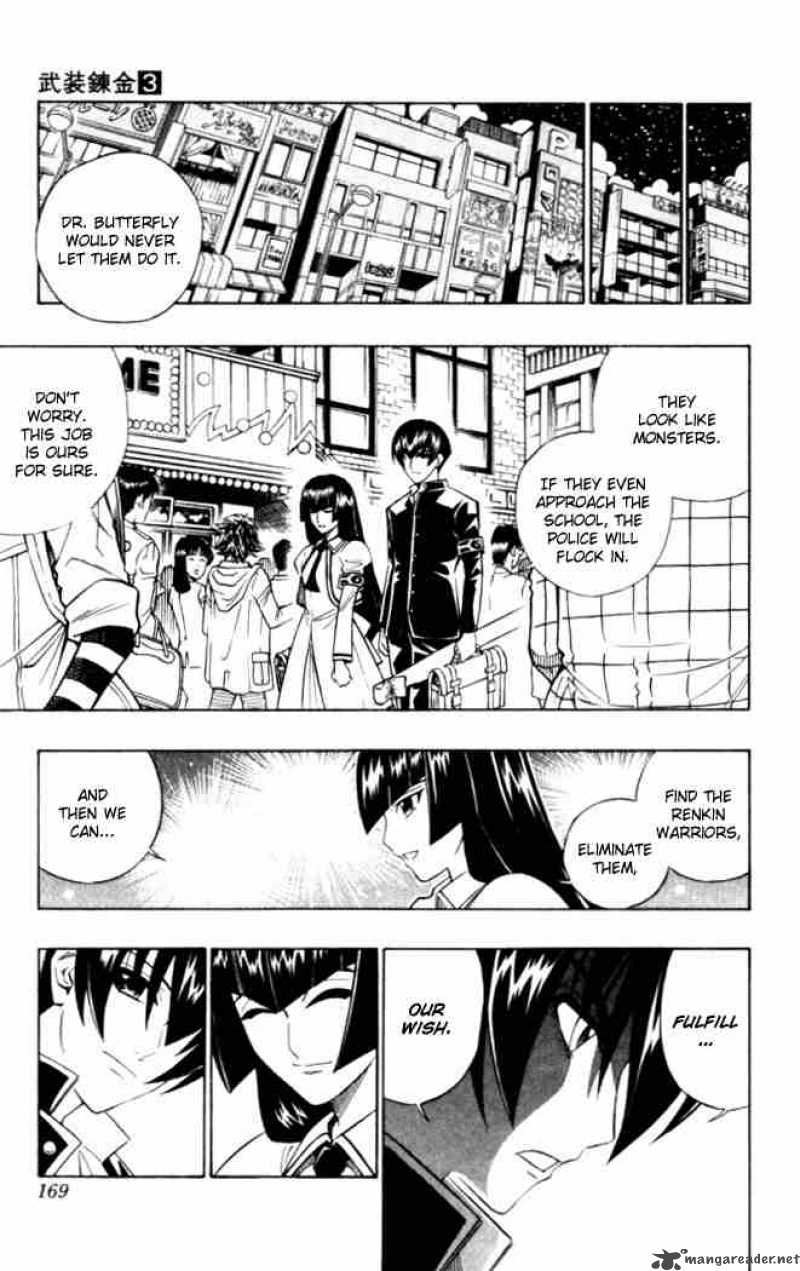 武装錬金3
DR. BUTTERFLY
WOULD NEVER
LET THEM DO IT.
P
THEY
LOOK LIKE
MONSTERS.
IF THEY EVEN
APPROACH THE
SCHOOL, THE
POLICE WILL
FLOCK IN.
ME
DON'T
WORRY.
THIS JOB
IS OURS
FOR SURE.
FIND THE
RENKIN
WARRIORS,
ELIMINATE
THEM,
AND
THEN WE
CAN...
FULFILL
...
OUR
WISH.
169
mangareader.net